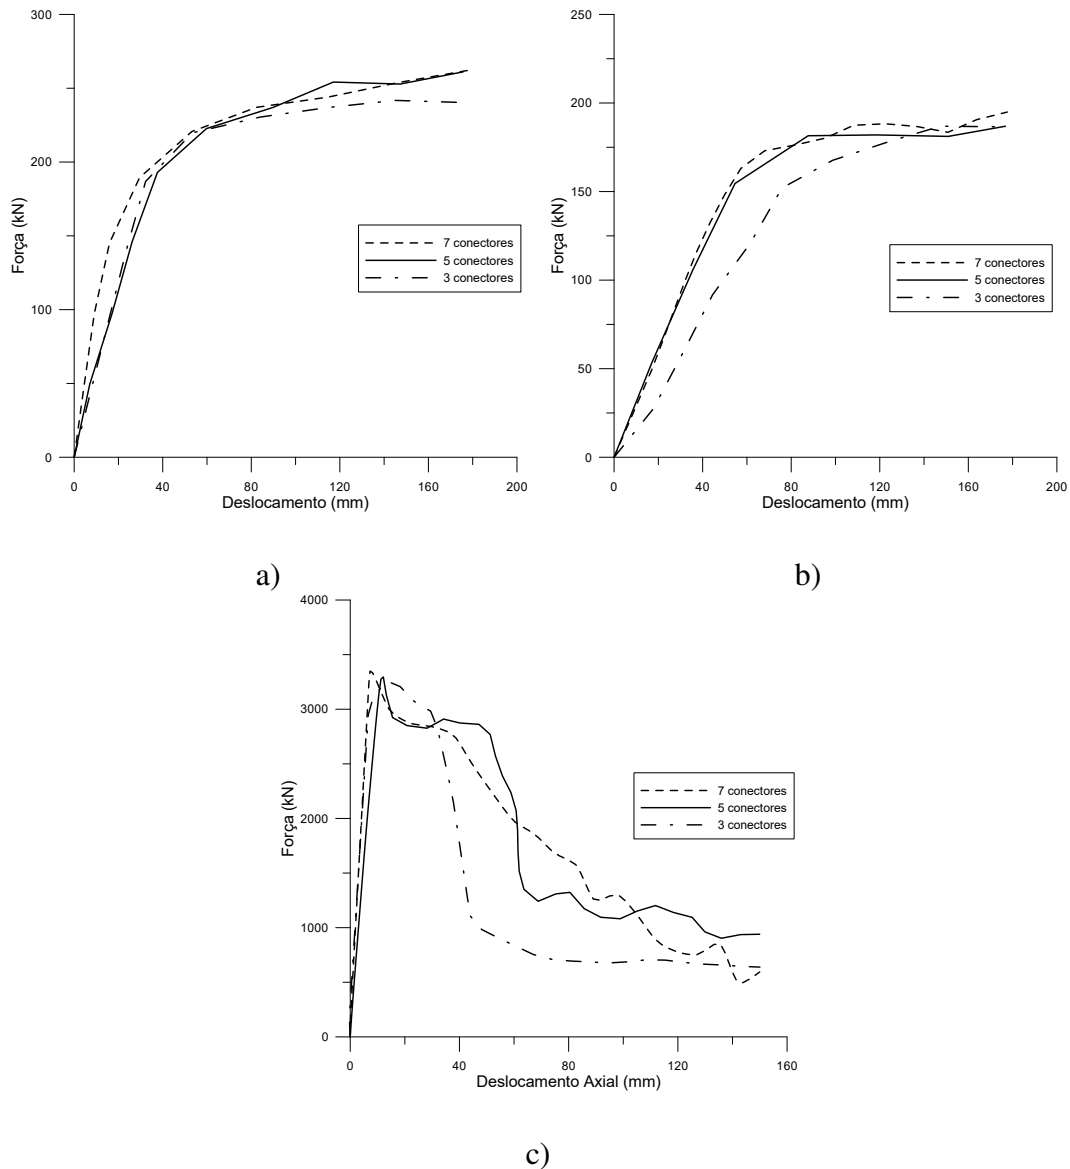 300
200
100
0
Força (kN)
7 conectores
5 conectores
3 conectores
0 40 80 120 160 200
Deslocamento (mm)
a)
250
200
150
100
50
0
Força (kN)
7 conectores
5 conectores
3 conectores
0 40 80 120 160 200
Deslocamento (mm)
b)
4000
3000
2000
1000
0
Força (kN)
7 conectores
5 conectores
3 conectores
0 40 80 120 160
Deslocamento Axial (mm)
c)